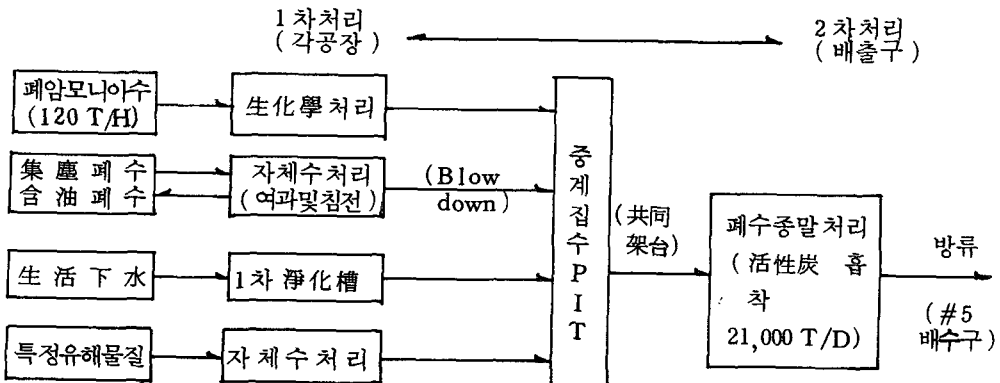 1차처리
(각공장)
2차처리
(배출구)
폐암모니아수
(120 T/H)
生化學처리
集塵폐수
含油폐수
자체수처리
(여과및침전)
(Blow
down)
生活下水
1차淨化槽
특정유해물질
자체수처리
중계집수PIT
(共同
架台)
폐수종말처리
(活性炭 흡
착
21,000 T/D)
방류
(#5
배수구)